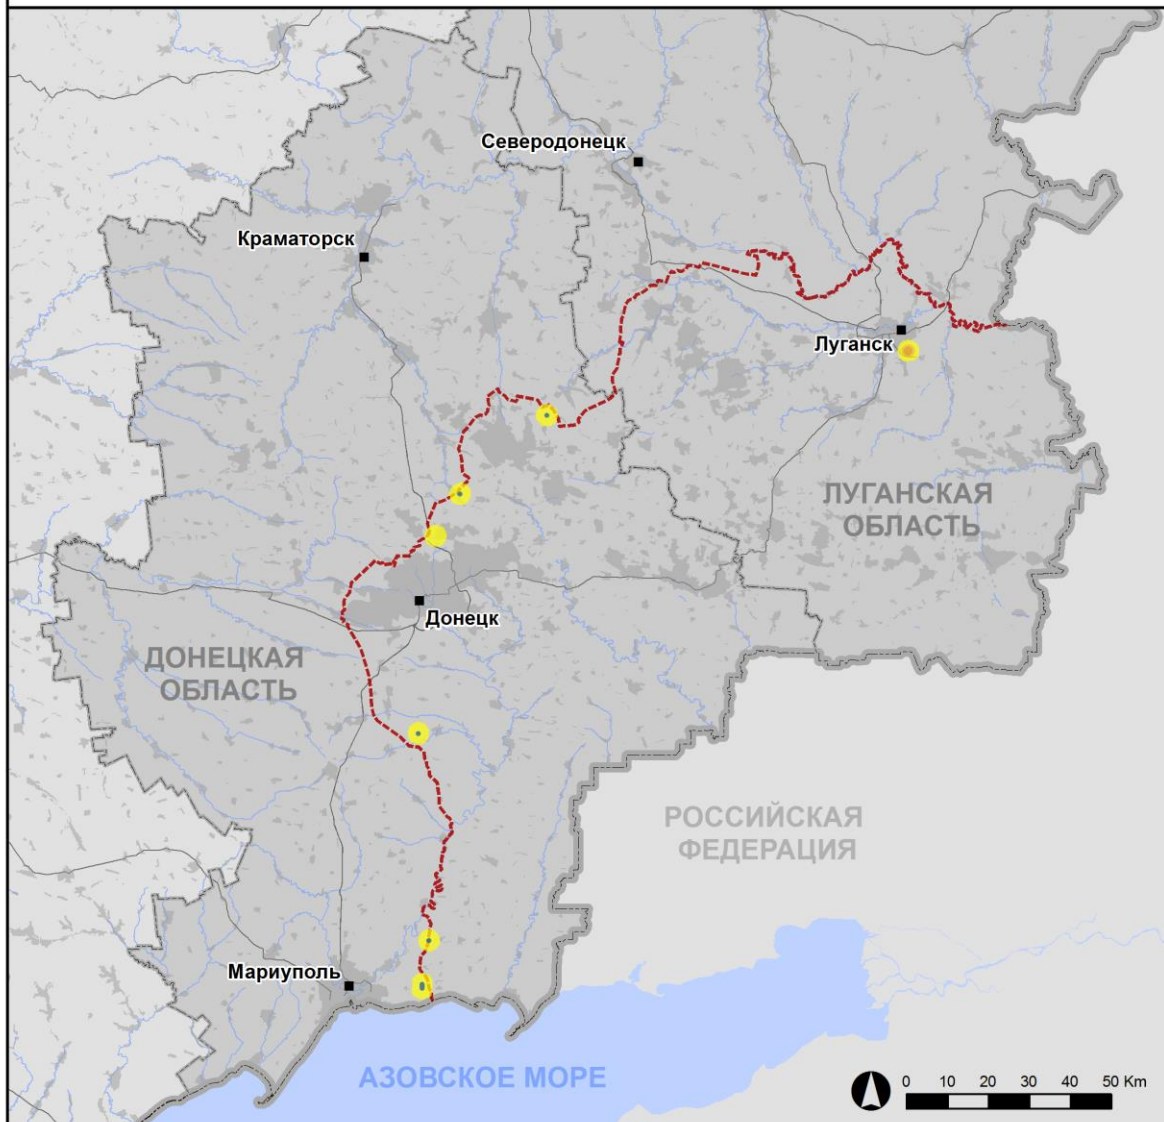 Северодонецк
Краматорск
Луганск
ЛУГАНСКАЯ
ОБЛАСТЬ
Донецк
ДОНЕЦКАЯ
ОБЛАСТЬ
РОССИЙСКАЯ
ФЕДЕРАЦИЯ
Мариуполь
АЗОВСКОЕ МОРЕ
0 10 20 30 40 50 Km